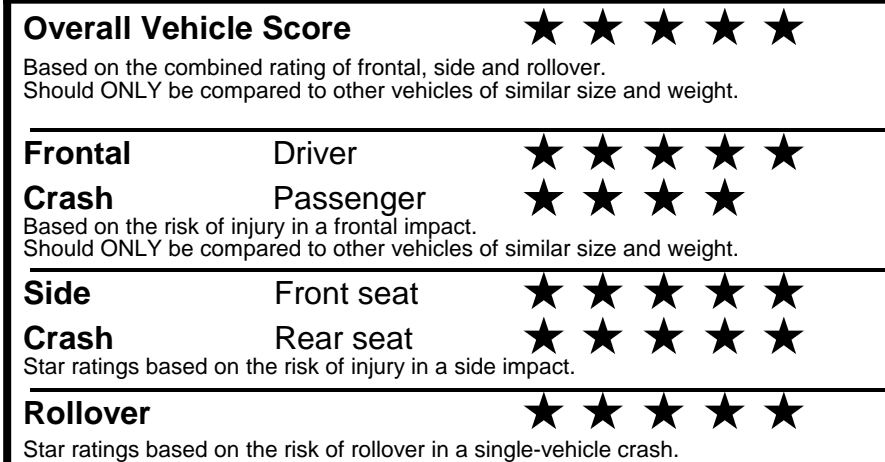 Overall Vehicle Score ★ ★ ★ ★ ★
Based on the combined rating of frontal, side and rollover.
Should ONLY be compared to other vehicles of similar size and weight.
Frontal Driver ★ ★ ★ ★ ★
Crash Passenger ★ ★ ★ ★
Based on the risk of injury in a frontal impact.
Should ONLY be compared to other vehicles of similar size and weight.
Side Front seat ★ ★ ★ ★ ★
Crash Rear seat ★ ★ ★ ★ ★
Star ratings based on the risk of injury in a side impact.
Rollover ★ ★ ★ ★ ★
Star ratings based on the risk of rollover in a single-vehicle crash.